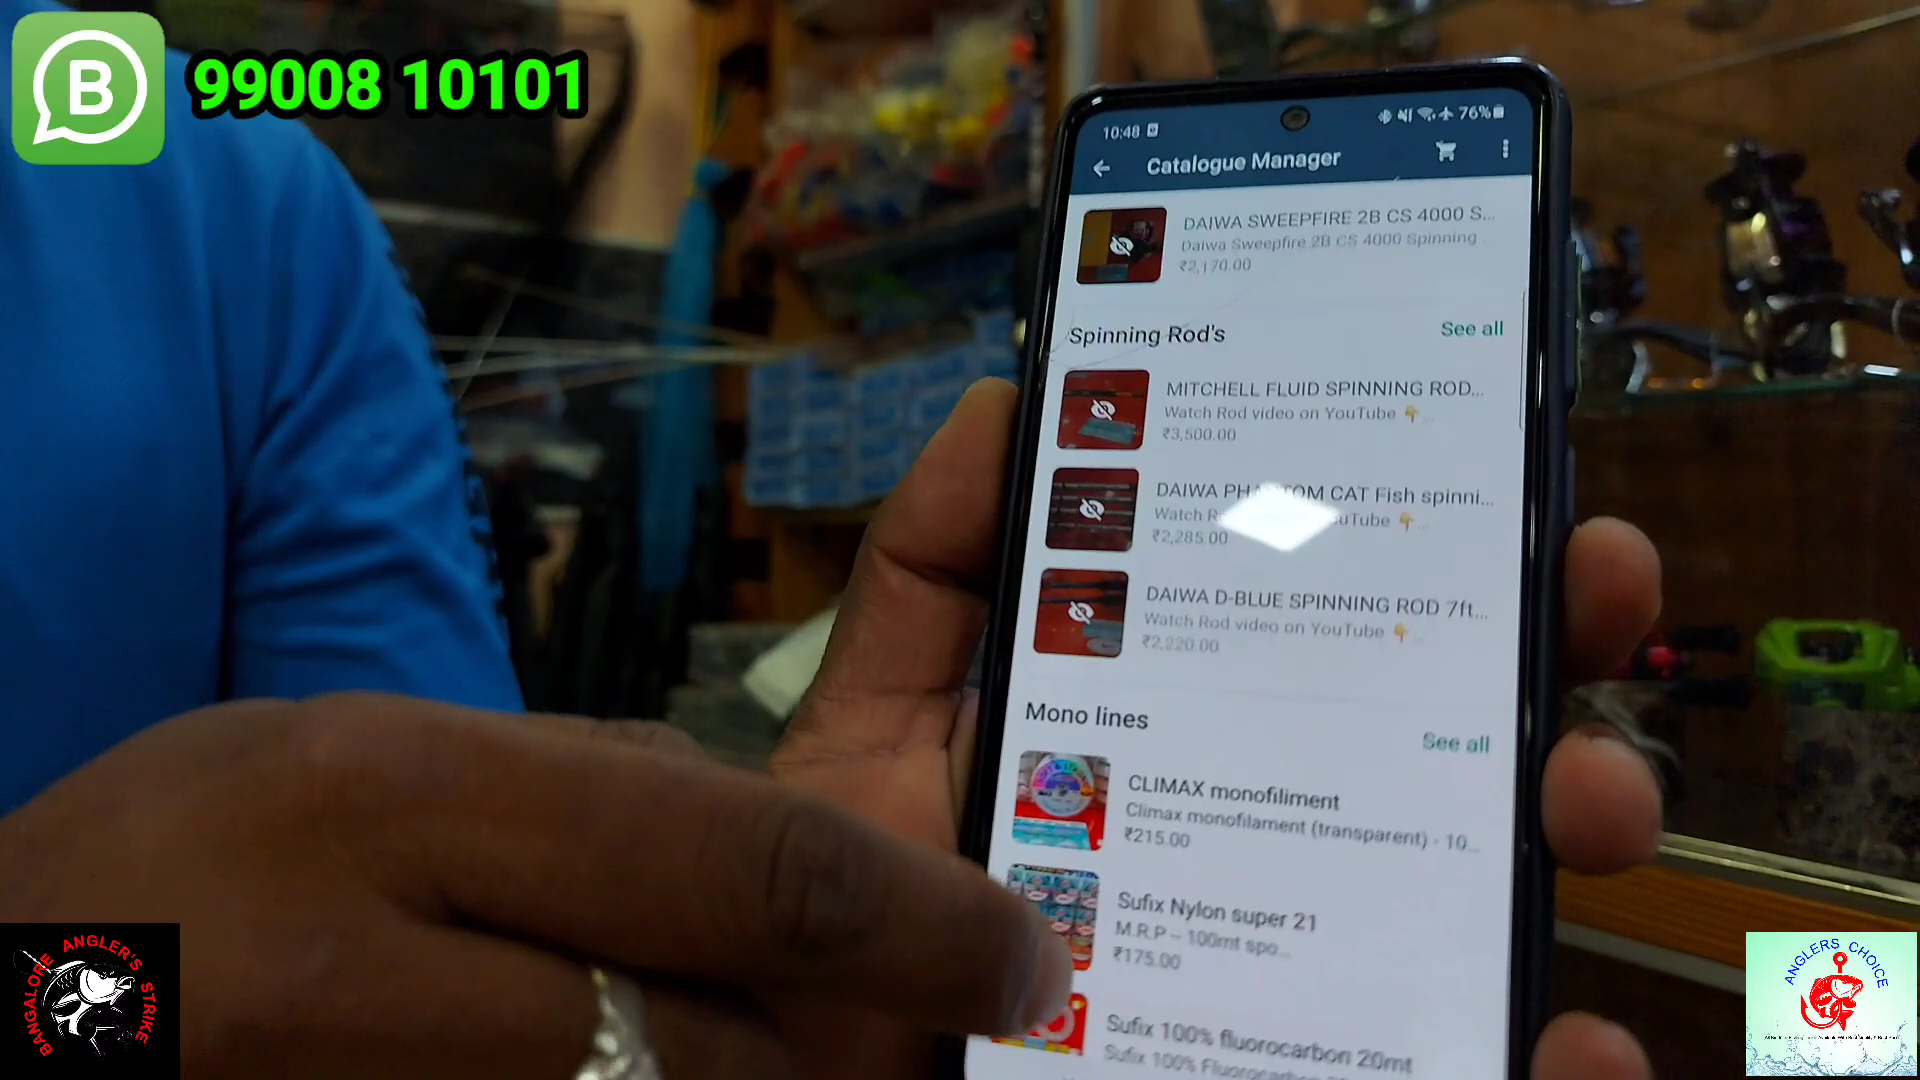 B
99008 10101
10:48
76%
Catalogue Manager
DAIWA SWEEPFIRE 2B CS 4000 S...
Daiwa Sweepfire 2B CS 4000 Spinning
₹2,170.00
Spinning Rod's
See all
MITCHELL FLUID SPINNING ROD...
Watch Rod video on YouTube 👇...
₹3,500.00
DAIWA PHANTOM CAT Fish spinni...
Watch R uTube 👇...
₹2,285.00
DAIWA D-BLUE SPINNING ROD 7ft...
Watch Rod video on YouTube 👇...
₹2,220.00
Mono lines
See all
CLIMAX monofiliment
Climax monofilament (transparent) - 10...
₹215.00
Sufix Nylon super 21
M.R.P – 100mt spo...
₹175.00
Sufix 100% fluorocarbon 20mt
Sufix 100% Fluorocarbon
BANGALORE ANGLER'S STRIKE
ANGLERS CHOICE